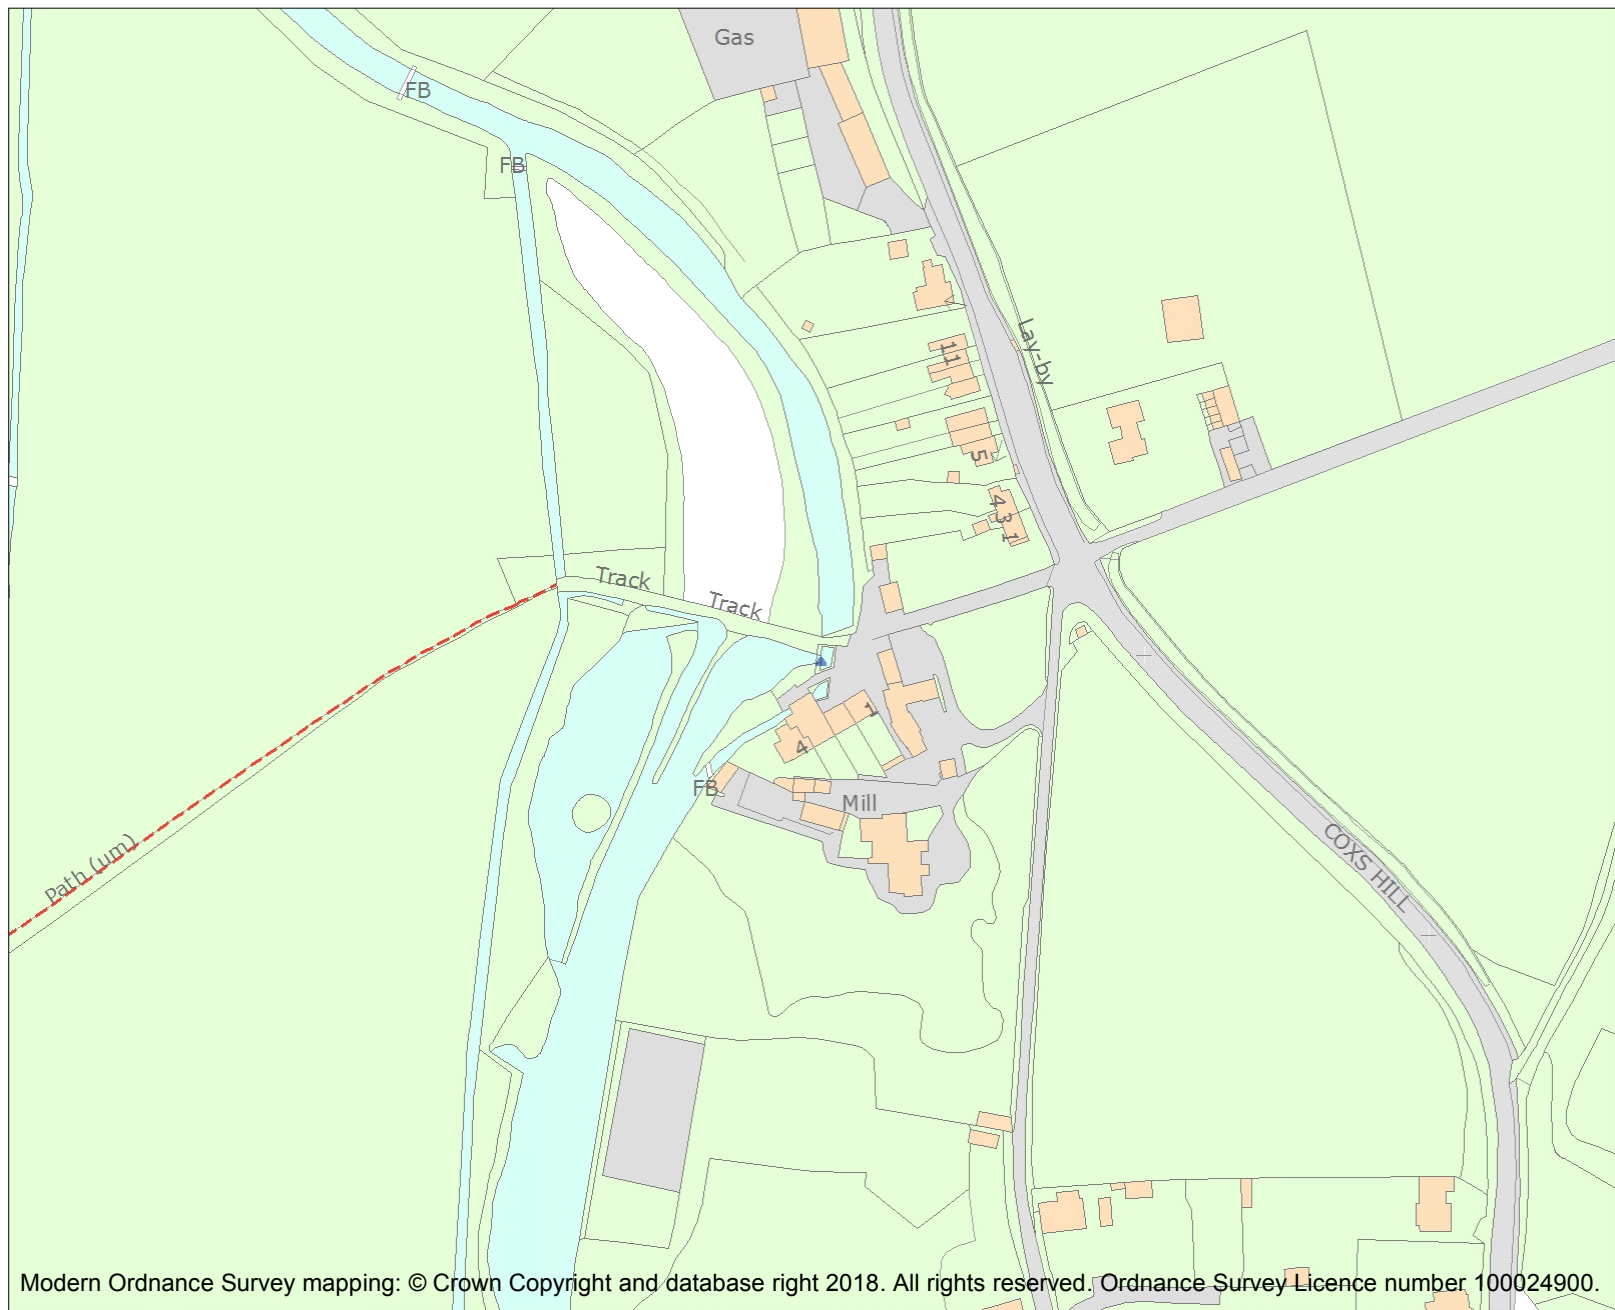 Gas
FB
FB
Lay-by
11
5
4
3
1
Track
Track
1
4
FB
Mill
Path (um)
COXS HILL
Modern Ordnance Survey mapping: © Crown Copyright and database right 2018. All rights reserved. Ordnance Survey Licence number 100024900.